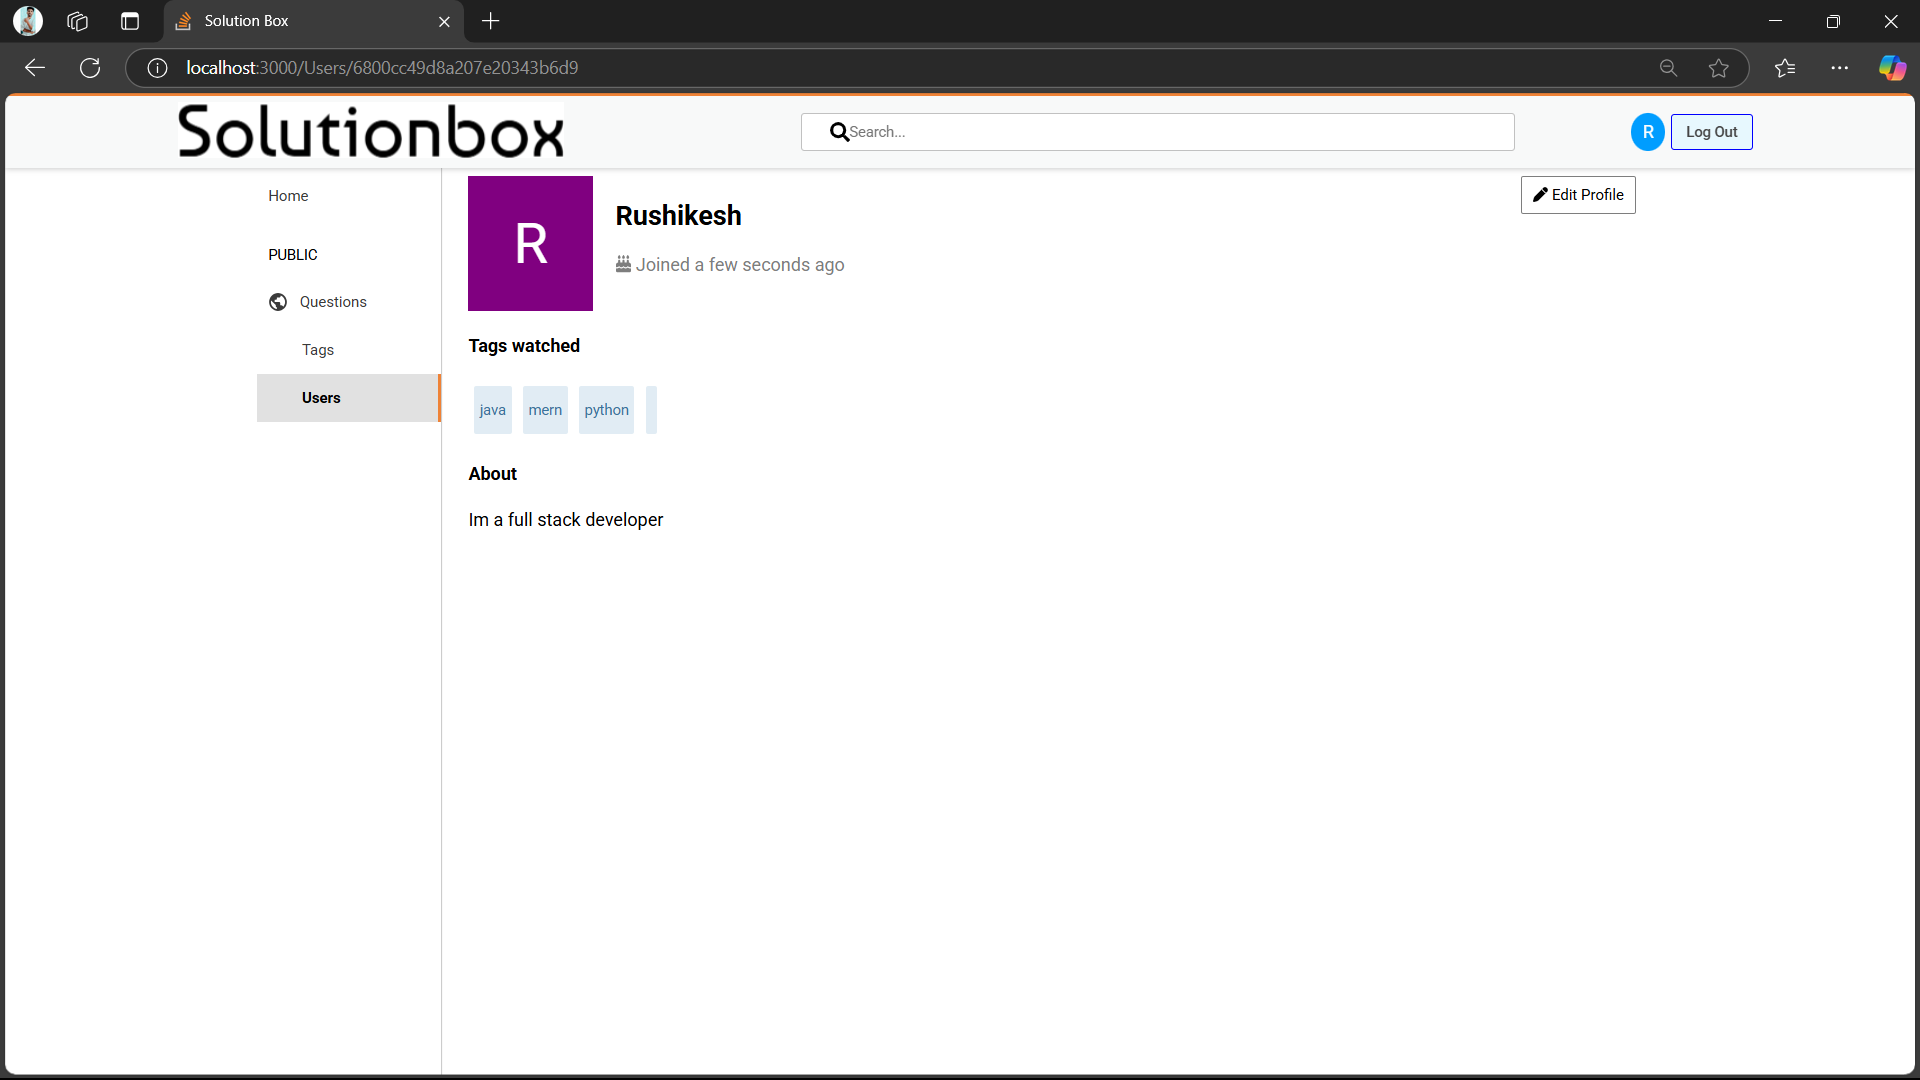 Solution Box
localhost:3000/Users/6800cc49d8a207e20343b6d9
Solutionbox
Search...
R
Log Out
Home
PUBLIC
Questions
Tags
Users
R
Rushikesh
Joined a few seconds ago
Edit Profile
Tags watched
java mern python
About
Im a full stack developer